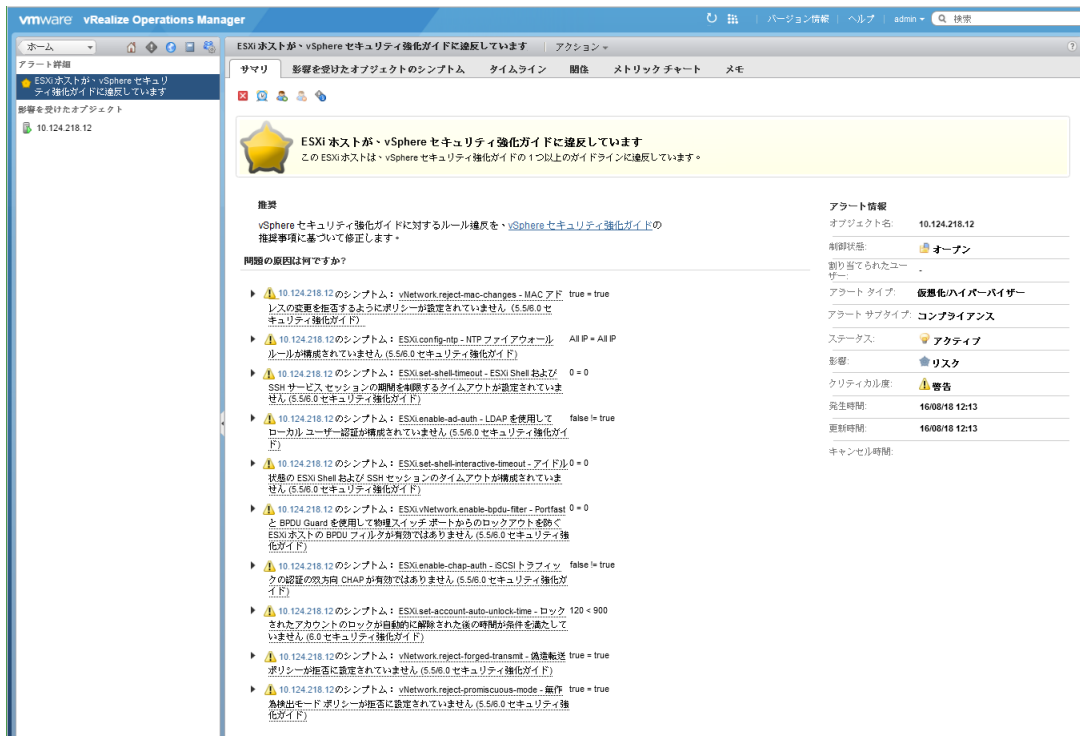 vmware vRealize Operations Manager
バージョン情報 ヘルプ admin 検索
ホーム
アラート詳細
ESXi ホストが、vSphere セキュリ
ティ強化ガイドに違反しています
影響を受けたオブジェクト
10.124.218.12
ESXi ホストが、vSphere セキュリティ強化ガイドに違反しています アクション
サマリ 影響を受けたオブジェクトのシンプトム タイムライン 関係 メトリック チャート メモ
ESXi ホストが、vSphere セキュリティ強化ガイドに違反しています
この ESXi ホストは、vSphere セキュリティ強化ガイドの 1 つ以上のガイドラインに違反しています。
推奨
vSphere セキュリティ強化ガイドに対するルール違反を、vSphere セキュリティ強化ガイドの
推奨事項に基づいて修正します。
問題の原因は何ですか?
10.124.218.12のシンプトム： vNetwork.reject-mac-changes - MAC アド true = true
レスの変更を拒否するようにポリシーが設定されていません (5.5/6.0 セ
キュリティ強化ガイド)
10.124.218.12のシンプトム： ESXi.config-ntp - NTP ファイアウォール All IP = All IP
ルールが構成されていません (5.5/6.0 セキュリティ強化ガイド)
10.124.218.12のシンプトム： ESXi.set-shell-timeout - ESXi Shell および 0 = 0
SSH サービス セッションの期間を制限するタイムアウトが設定されていま
せん (5.5/6.0 セキュリティ強化ガイド)
10.124.218.12のシンプトム： ESXi.enable-ad-auth - LDAP を使用して false != true
ローカル ユーザー認証が構成されていません (5.5/6.0 セキュリティ強化ガイ
ド)
10.124.218.12のシンプトム： ESXi.set-shell-interactive-timeout - アイドル 0 = 0
状態の ESXi Shell および SSH セッションのタイムアウトが構成されていま
せん (5.5/6.0 セキュリティ強化ガイド)
10.124.218.12のシンプトム： ESXi.vNetwork.enable-bpdu-filter - Portfast 0 = 0
と BPDU Guard を使用して物理スイッチ ポートからのロックアウトを防ぐ
ESXi ホストの BPDU フィルタが有効ではありません (5.5/6.0 セキュリティ強
化ガイド)
10.124.218.12のシンプトム： ESXi.enable-chap-auth - iSCSI トラフィッ false != true
クの認証の双方向 CHAP が有効ではありません (5.5/6.0 セキュリティ強化ガ
イド)
10.124.218.12のシンプトム： ESXi.set-account-auto-unlock-time - ロック 120 < 900
されたアカウントのロックが自動的に解除された後の時間が条件を満たして
いません (6.0 セキュリティ強化ガイド)
10.124.218.12のシンプトム： vNetwork.reject-forged-transmit - 偽造転送 true = true
ポリシーが拒否に設定されていません (5.5/6.0 セキュリティ強化ガイド)
10.124.218.12のシンプトム： vNetwork.reject-promiscuous-mode - 無作 true = true
為検出モード ポリシーが拒否に設定されていません (5.5/6.0 セキュリティ強
化ガイド)
アラート情報
オブジェクト名: 10.124.218.12
制御状態: オープン
割り当てられたユー -
ザー:
アラート タイプ: 仮想化/ハイパーバイザー
アラート サブタイプ: コンプライアンス
ステータス: アクティブ
影響: リスク
クリティカル度: 警告
発生時間: 16/08/18 12:13
更新時間: 16/08/18 12:13
キャンセル時間: